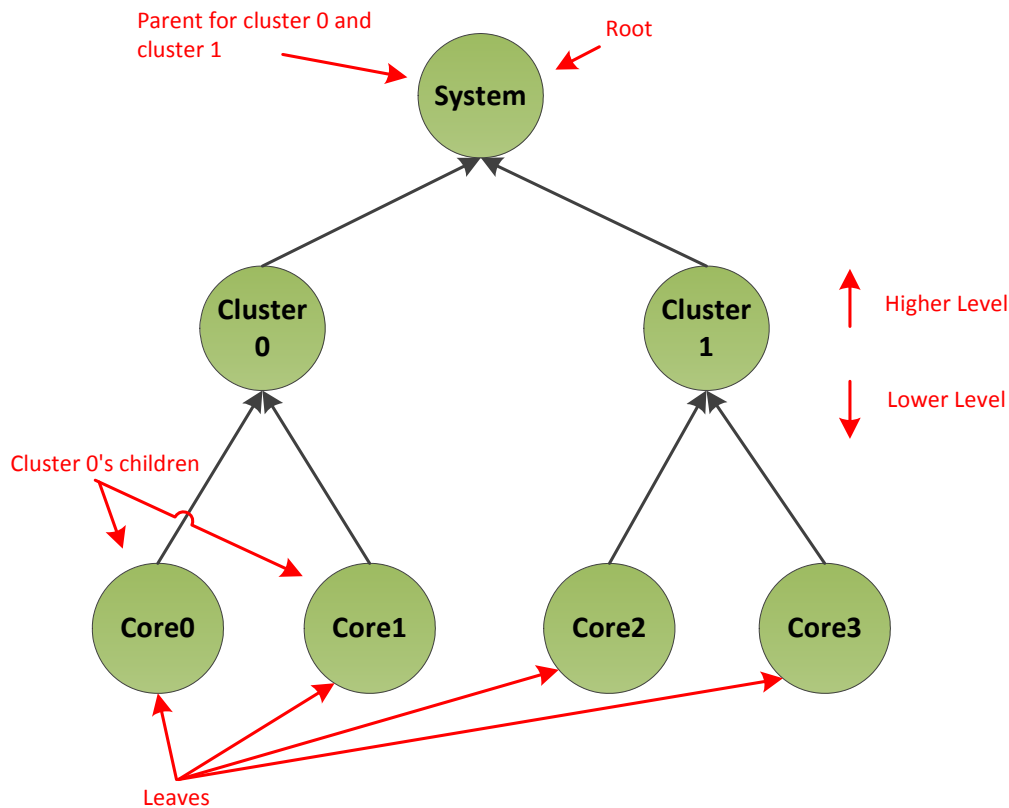 Parent for cluster 0 and
cluster 1
Root
System
Cluster
0
Cluster
1
Higher Level
Lower Level
Cluster 0's children
Core0
Core1
Core2
Core3
Leaves